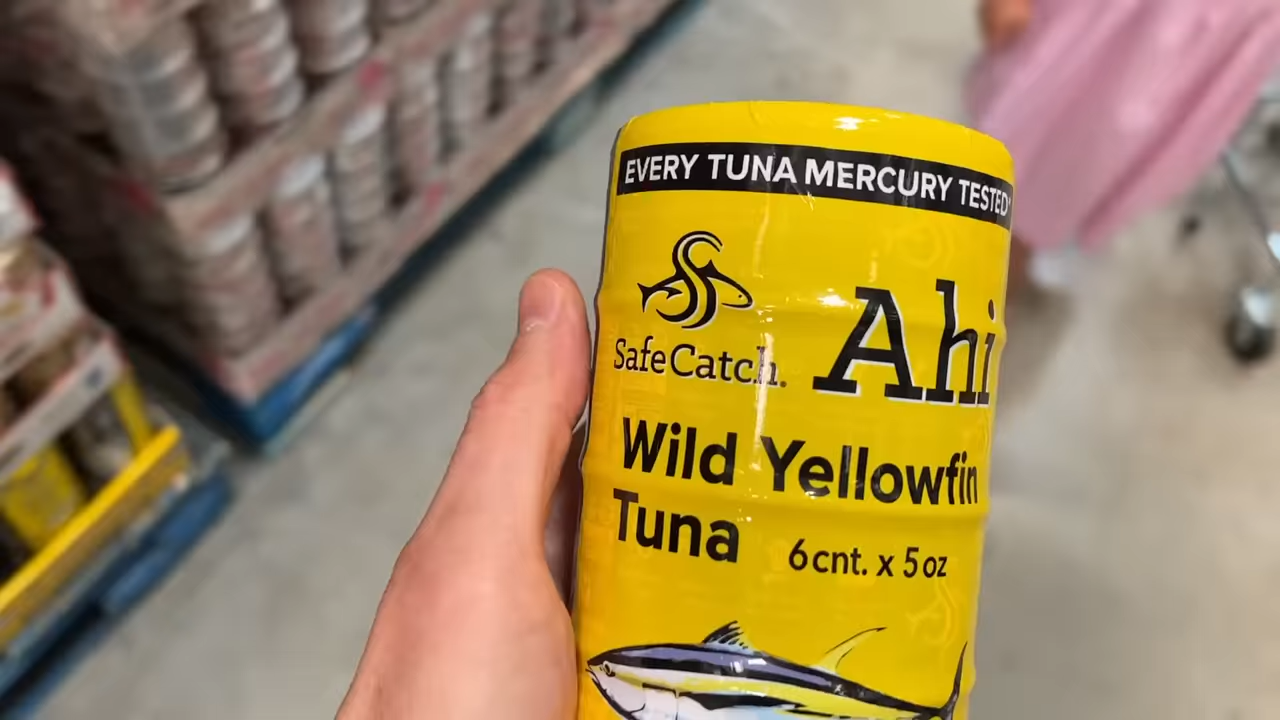 EVERY TUNA MERCURY TESTED*
SafeCatch.
Ahi
Wild Yellowfin
Tuna
6cnt. x 5oz